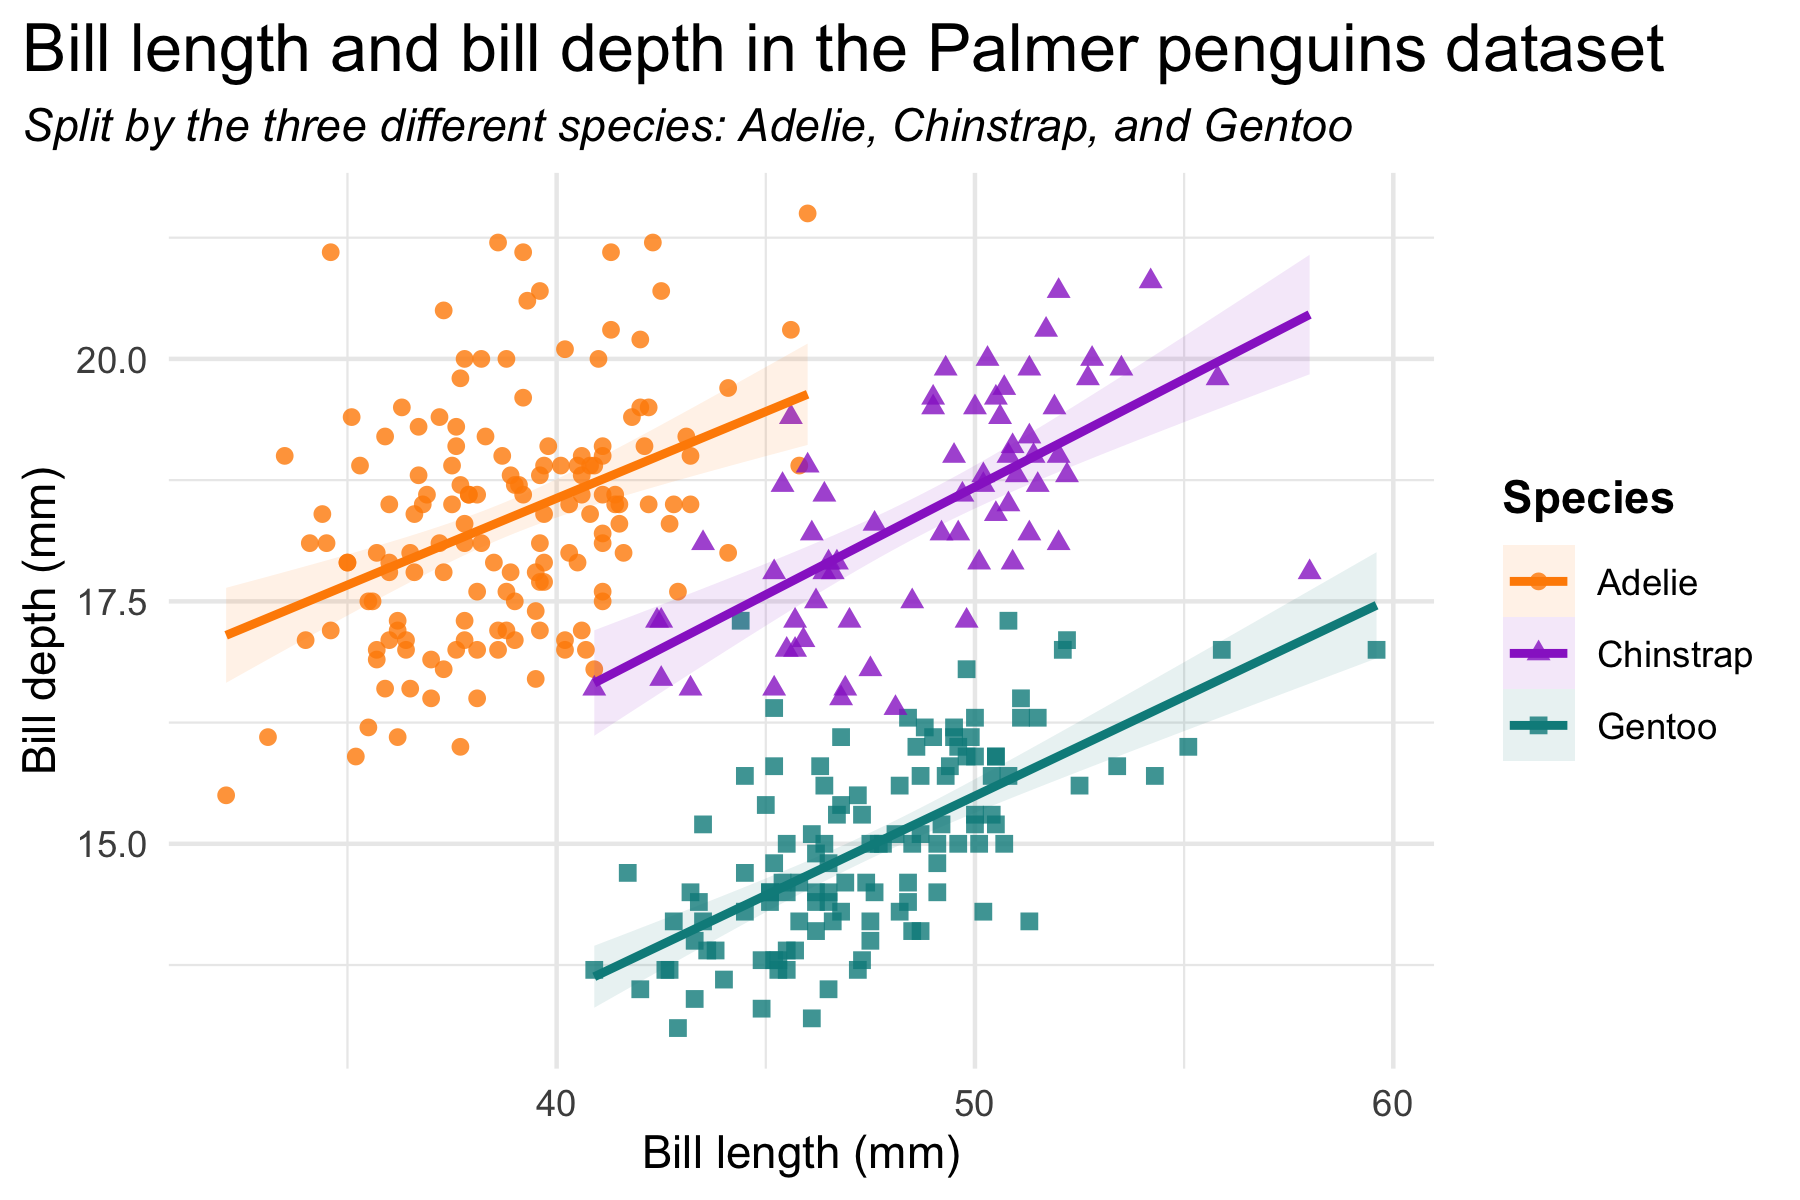 Bill length and bill depth in the Palmer penguins dataset
Split by the three different species: Adelie, Chinstrap, and Gentoo
Bill depth (mm)
20.0
17.5
15.0
40 50 60
Bill length (mm)
Species
Adelie
Chinstrap
Gentoo